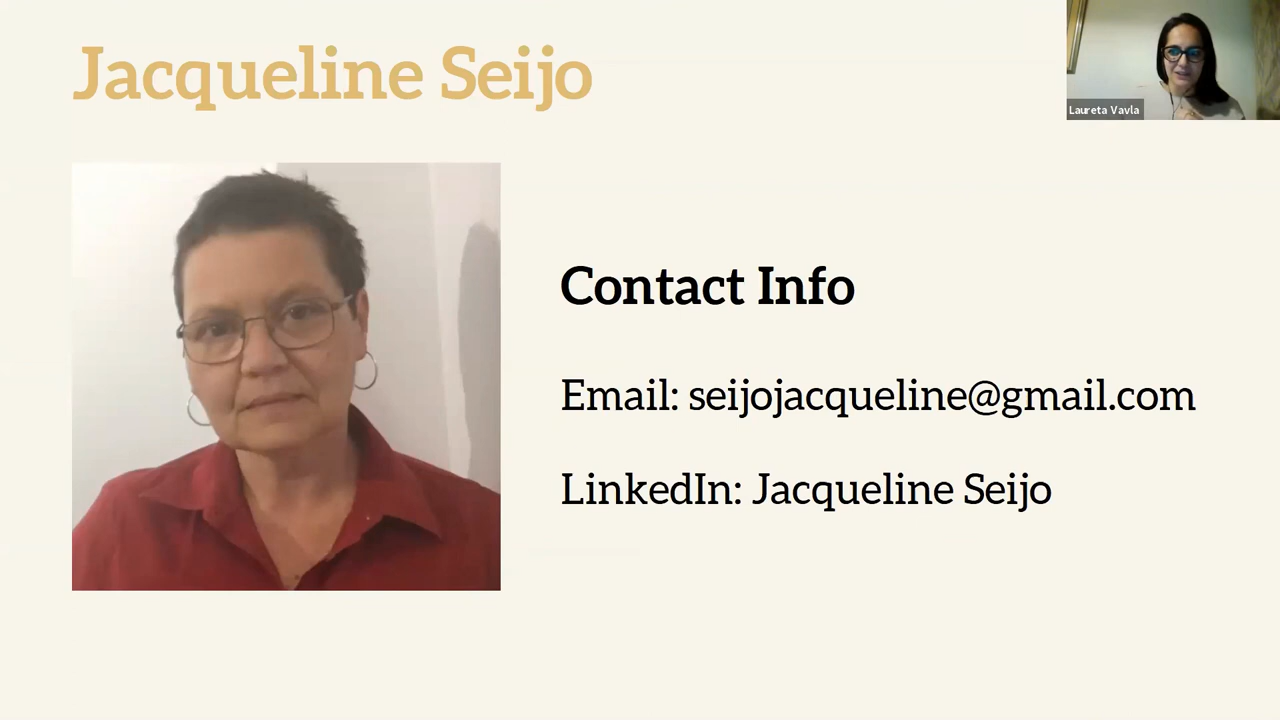 Jacqueline Seijo
Laureta Vavla
Contact Info
Email: seijojacqueline@gmail.com
LinkedIn: Jacqueline Seijo